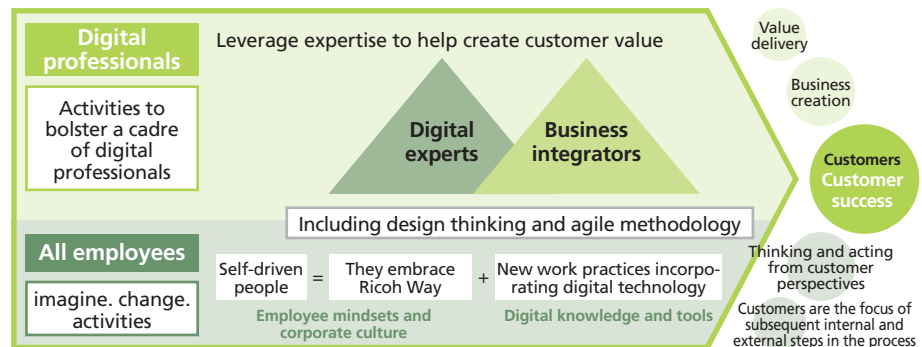 Digital
professionals
Leverage expertise to help create customer value
Activities to
bolster a cadre
of digital
professionals
Digital
experts
Business
integrators
Including design thinking and agile methodology
All employees
imagine. change.
activities
Self-driven
people
=
They embrace
Ricoh Way
+
New work practices incorpo-
rating digital technology
Employee mindsets and
corporate culture
Digital knowledge and tools
Value
delivery
Business
creation
Customers
Customer
success
Thinking and acting
from customer
perspectives
Customers are the focus of
subsequent internal and
external steps in the process